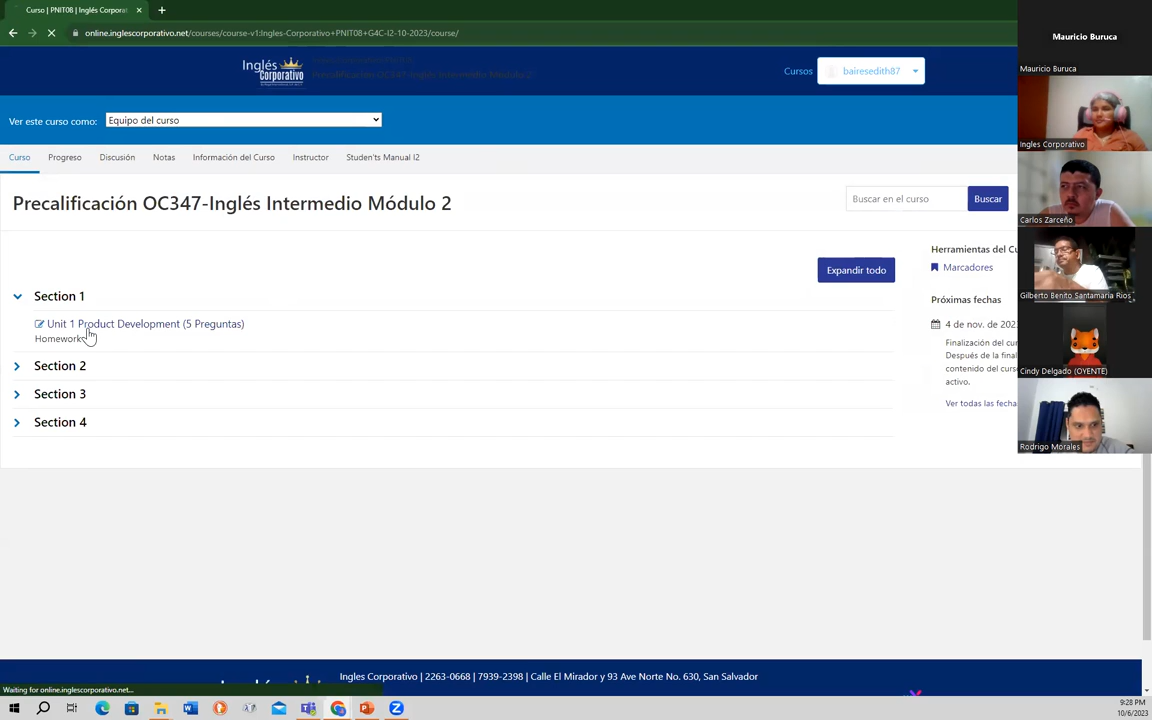 Curso | PNIT08 | Inglés Corporat
online.inglescorporativo.net/courses/course-v1:Ingles-Corporativo+PNIT08+G4C-I2-10-2023/course/
Inglés
Corporativo
Cursos
bairesedith87
Ver este curso como:
Equipo del curso
Curso
Progreso
Discusión
Notas
Información del Curso
Instructor
Studen'ts Manual I2
Precalificación OC347-Inglés Intermedio Módulo 2
Buscar en el curso
Buscar
Expandir todo
Herramientas del Cu
Marcadores
Próximas fechas
4 de nov. de 202
Finalización del cur
Después de la final
contenido del curs
activo.
Ver todas las fecha
Section 1
Unit 1 Product Development (5 Preguntas)
Homework
Section 2
Section 3
Section 4
Ingles Corporativo | 2263-0668 | 7939-2398 | Calle El Mirador y 93 Ave Norte No. 630, San Salvador
Waiting for online.inglescorporativo.net...
9:28 PM
10/6/2023
Mauricio Buruca
Mauricio Buruca
Ingles Corporativo
Carlos Zarceño
Gilberto Benito Santamaria Rios
Cindy Delgado (OYENTE)
Rodrigo Morales